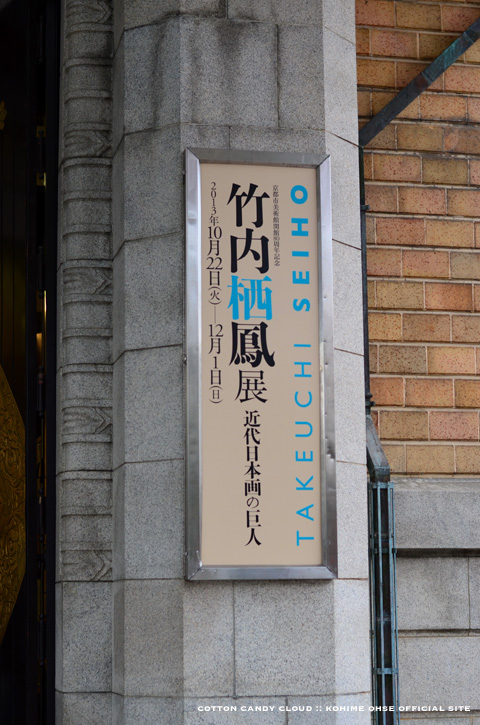 京都市美術館開館80周年記念
竹内栖鳳展
近代日本画の巨人
2013年10月22日(火)—12月1日(日)
TAKEUCHI SEIHO
COTTON CANDY CLOUD :: KOHIME OHSE OFFICIAL SITE